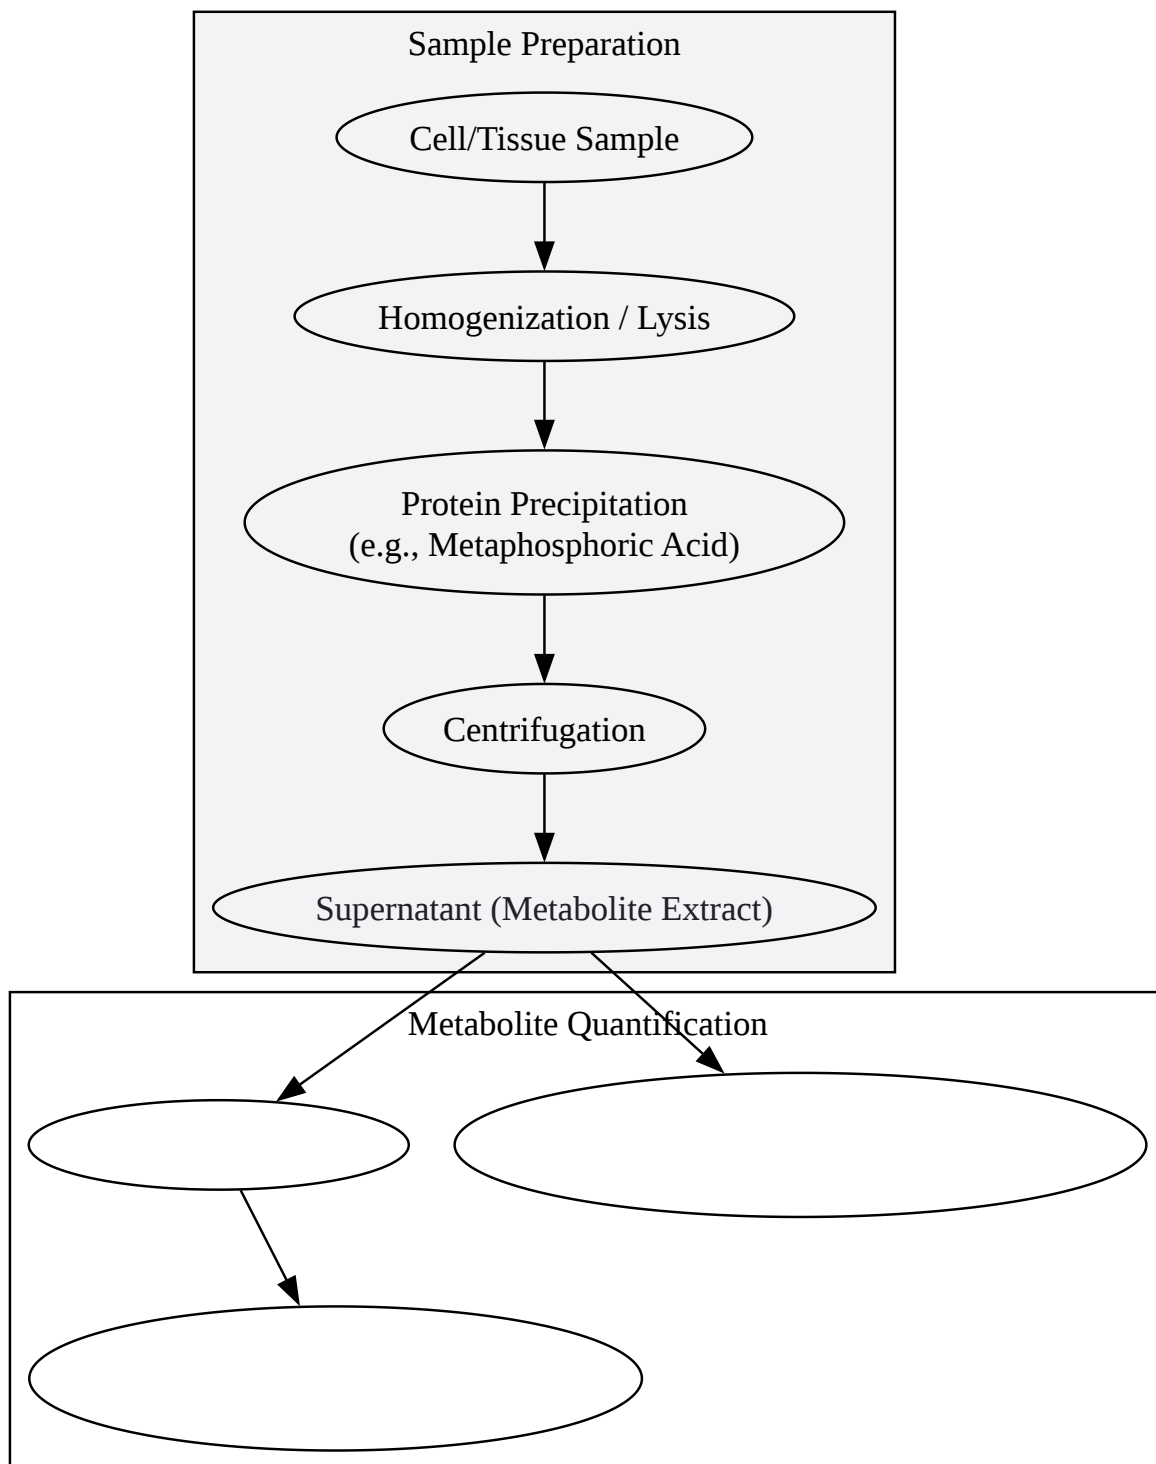 Sample Preparation
Cell/Tissue Sample
Homogenization / Lysis
Protein Precipitation
(e.g., Metaphosphoric Acid)
Centrifugation
Supernatant (Metabolite Extract)
Metabolite Quantification